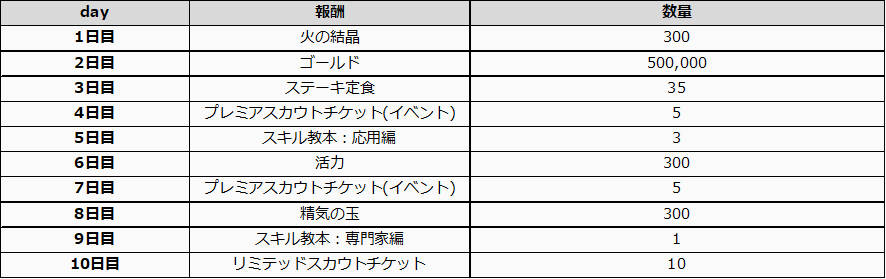 day 報酬 数量
1日目 火の結晶 300
2日目 ゴールド 500,000
3日目 ステーキ定食 35
4日目 プレミアスカウトチケット(イベント) 5
5日目 スキル教本：応用編 3
6日目 活力 300
7日目 プレミアスカウトチケット(イベント) 5
8日目 精気の玉 300
9日目 スキル教本：専門家編 1
10日目 リミテッドスカウトチケット 10